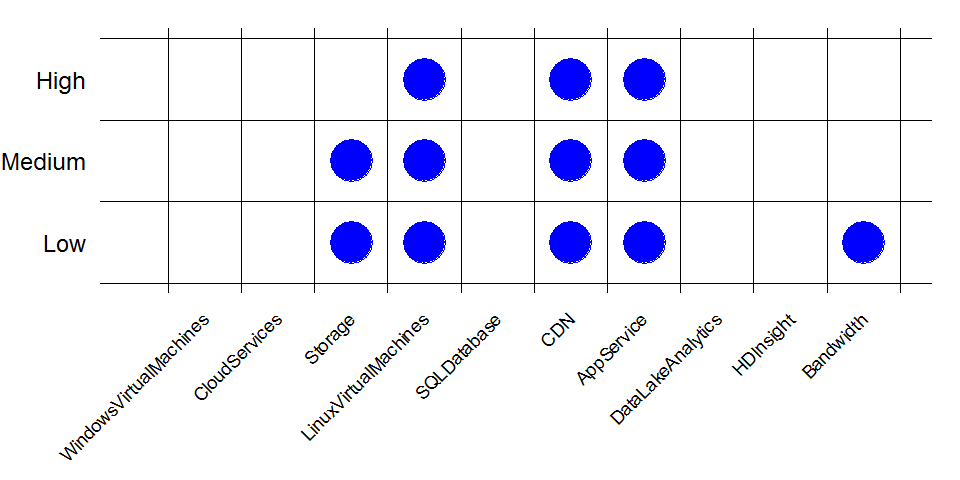 High
Medium
Low
WindowsVirtualMachines
CloudServices
Storage
LinuxVirtualMachines
SQLDatabase
CDN
AppService
DataLakeAnalytics
HDInsight
Bandwidth